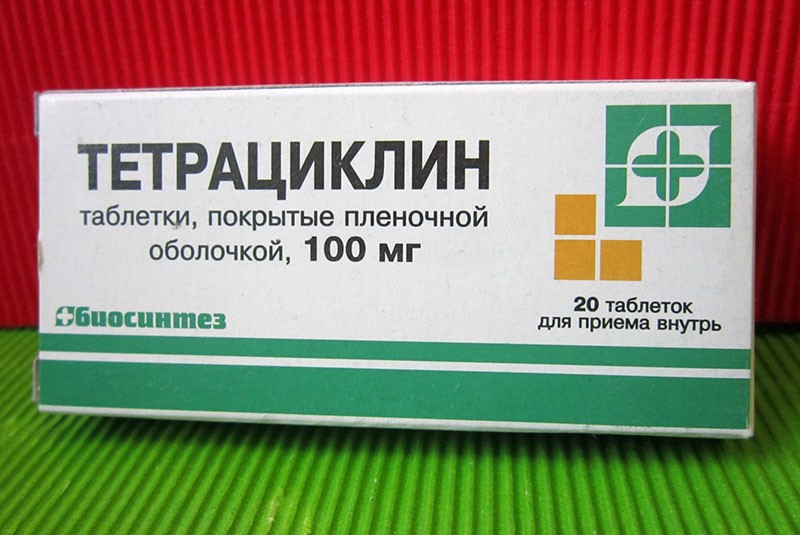 ТЕТРАЦИКЛИН
таблетки, покрытые пленочной
оболочкой, 100 мг
биосинтез
20 таблеток
для приема внутрь